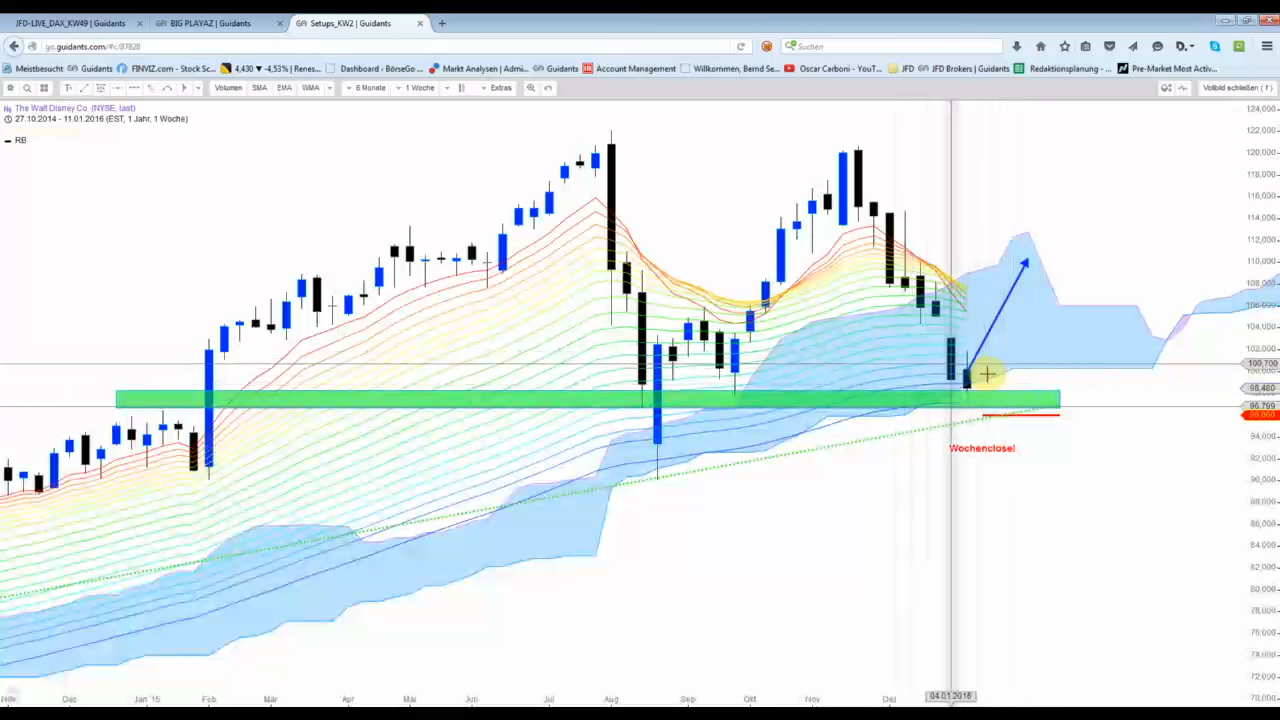 JFD-LIVE_DAX_KW49 | Guidants
BIG PLAYAZ | Guidants
Setups_KW2 | Guidants
go.guidants.com/#c/87828
Suchen
Meistbesucht
Guidants
FINVIZ.com - Stock Sc...
4,430 ▼ -4,53% | Renes...
Dashboard - BörseGo ...
Markt Analysen | Admi...
Guidants
Account Management
Willkommen, Bernd Se...
Oscar Carboni - YouT...
JFD
JFD Brokers | Guidants
Redaktionsplanung - ...
Pre-Market Most Activ...
Volumen
SMA
EMA
WMA
6 Monate
1 Woche
Extras
Vollbild schließen ( f )
The Walt Disney Co. (NYSE, last)
27.10.2014 - 11.01.2016 (EST, 1 Jahr, 1 Woche)
RB
124,000
122,000
120,000
118,000
116,000
114,000
112,000
110,000
108,000
106,000
104,000
102,000
100,700
98,480
96,799
96,000
94,000
92,000
90,000
88,000
86,000
84,000
82,000
80,000
78,000
76,000
74,000
72,000
70,000
Wochenclose!
Dez
Jan '15
Feb
Mär
Apr
Mai
Jun
Jul
Aug
Sep
Okt
Nov
Dez
04.01.2016